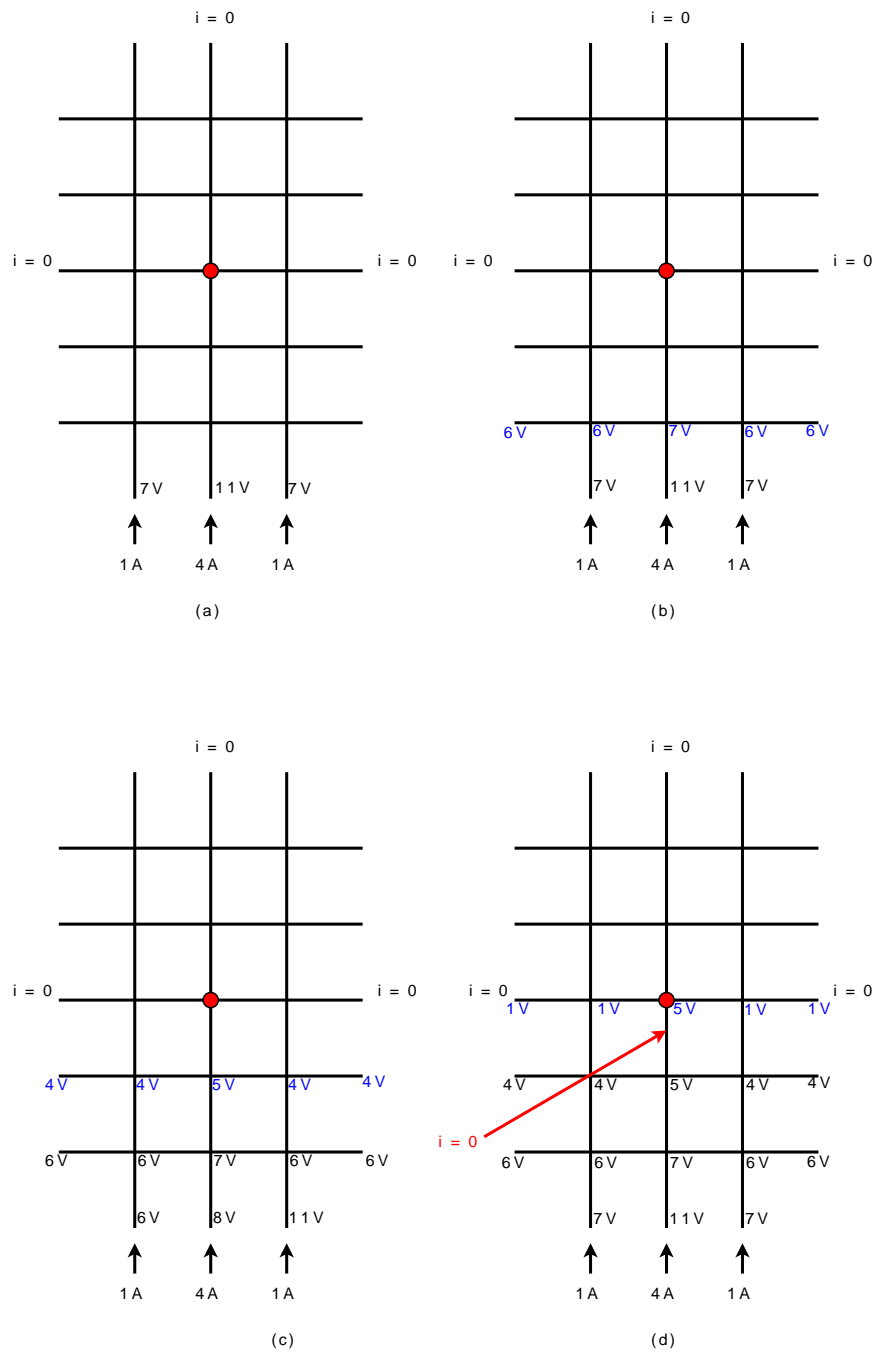 i = 0
i = 0
i = 0
i = 0
7 V
1 1 V
7 V
1 A
4 A
1 A
(a)
i = 0
i = 0
i = 0
6 V
6 V
7 V
6 V
6 V
7 V
1 1 V
7 V
1 A
4 A
1 A
(b)
i = 0
i = 0
i = 0
4 V
4 V
5 V
4 V
4 V
6 V
6 V
7 V
6 V
6 V
6 V
8 V
1 1 V
1 A
4 A
1 A
(c)
i = 0
i = 0
i = 0
1 V
1 V
5 V
1 V
1 V
4 V
4 V
5 V
4 V
4 V
i = 0
6 V
6 V
7 V
6 V
6 V
7 V
1 1 V
7 V
1 A
4 A
1 A
(d)